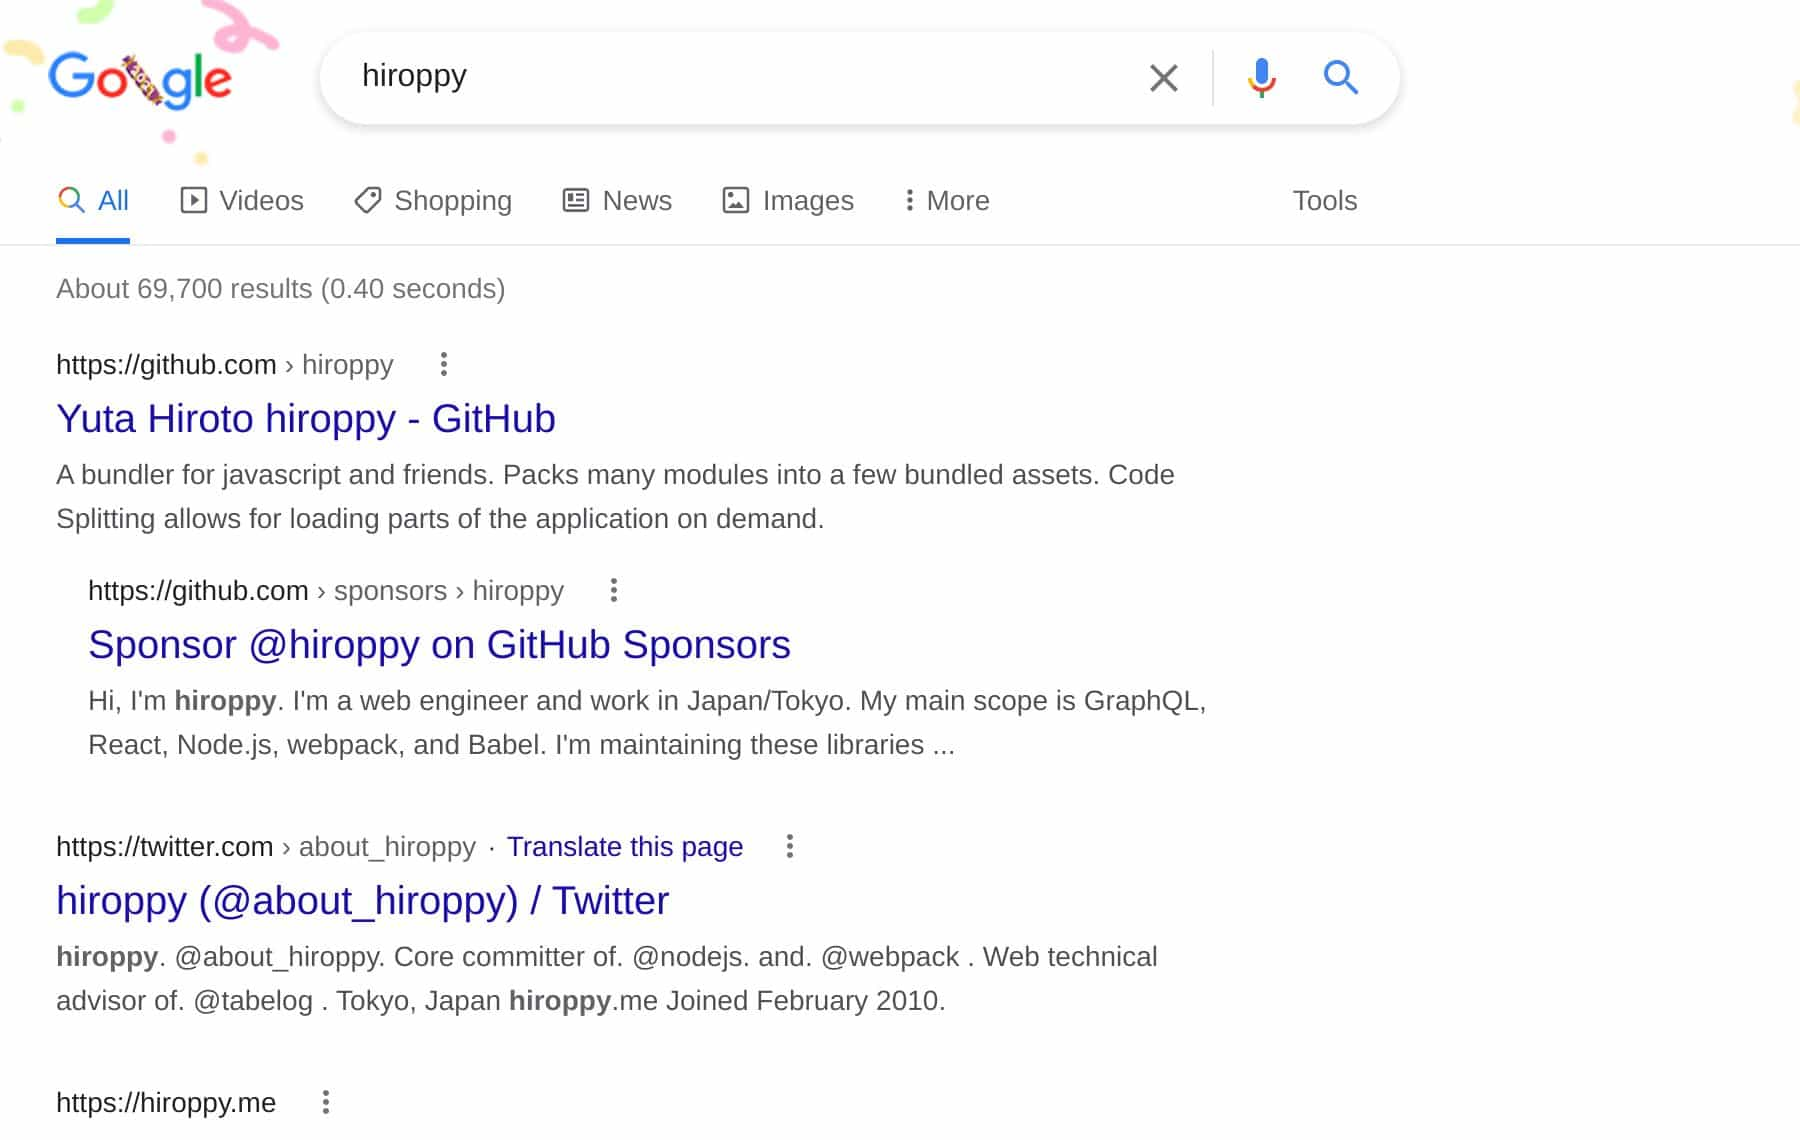 Google
hiroppy
All Videos Shopping News Images More Tools
About 69,700 results (0.40 seconds)
https://github.com › hiroppy
Yuta Hiroto hiroppy - GitHub
A bundler for javascript and friends. Packs many modules into a few bundled assets. Code
Splitting allows for loading parts of the application on demand.
https://github.com › sponsors › hiroppy
Sponsor @hiroppy on GitHub Sponsors
Hi, I'm hiroppy. I'm a web engineer and work in Japan/Tokyo. My main scope is GraphQL,
React, Node.js, webpack, and Babel. I'm maintaining these libraries ...
https://twitter.com › about_hiroppy · Translate this page
hiroppy (@about_hiroppy) / Twitter
hiroppy. @about_hiroppy. Core committer of. @nodejs. and. @webpack . Web technical
advisor of. @tabelog . Tokyo, Japan hiroppy.me Joined February 2010.
https://hiroppy.me